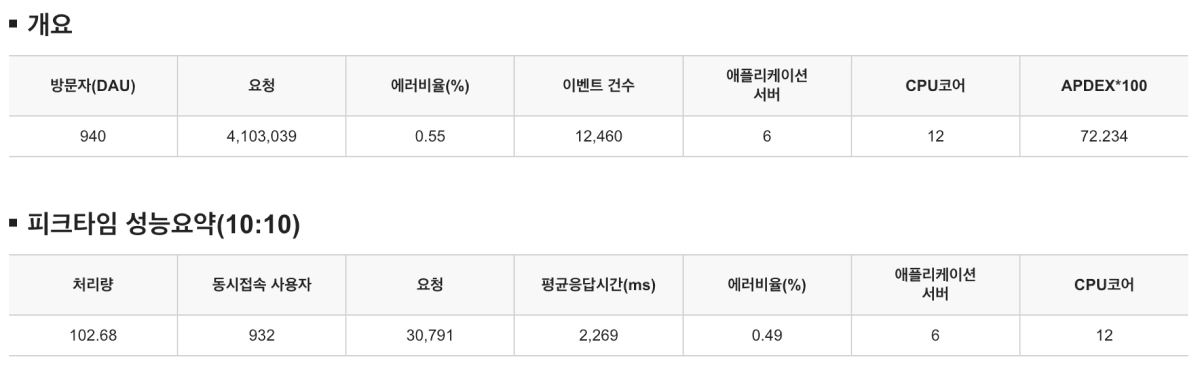 ▪ 개요
방문자(DAU) 요청 에러비율(%) 이벤트 건수 애플리케이션 서버 CPU코어 APDEX*100
940 4,103,039 0.55 12,460 6 12 72.234
▪ 피크타임 성능요약(10:10)
처리량 동시접속 사용자 요청 평균응답시간(ms) 에러비율(%) 애플리케이션 서버 CPU코어
102.68 932 30,791 2,269 0.49 6 12